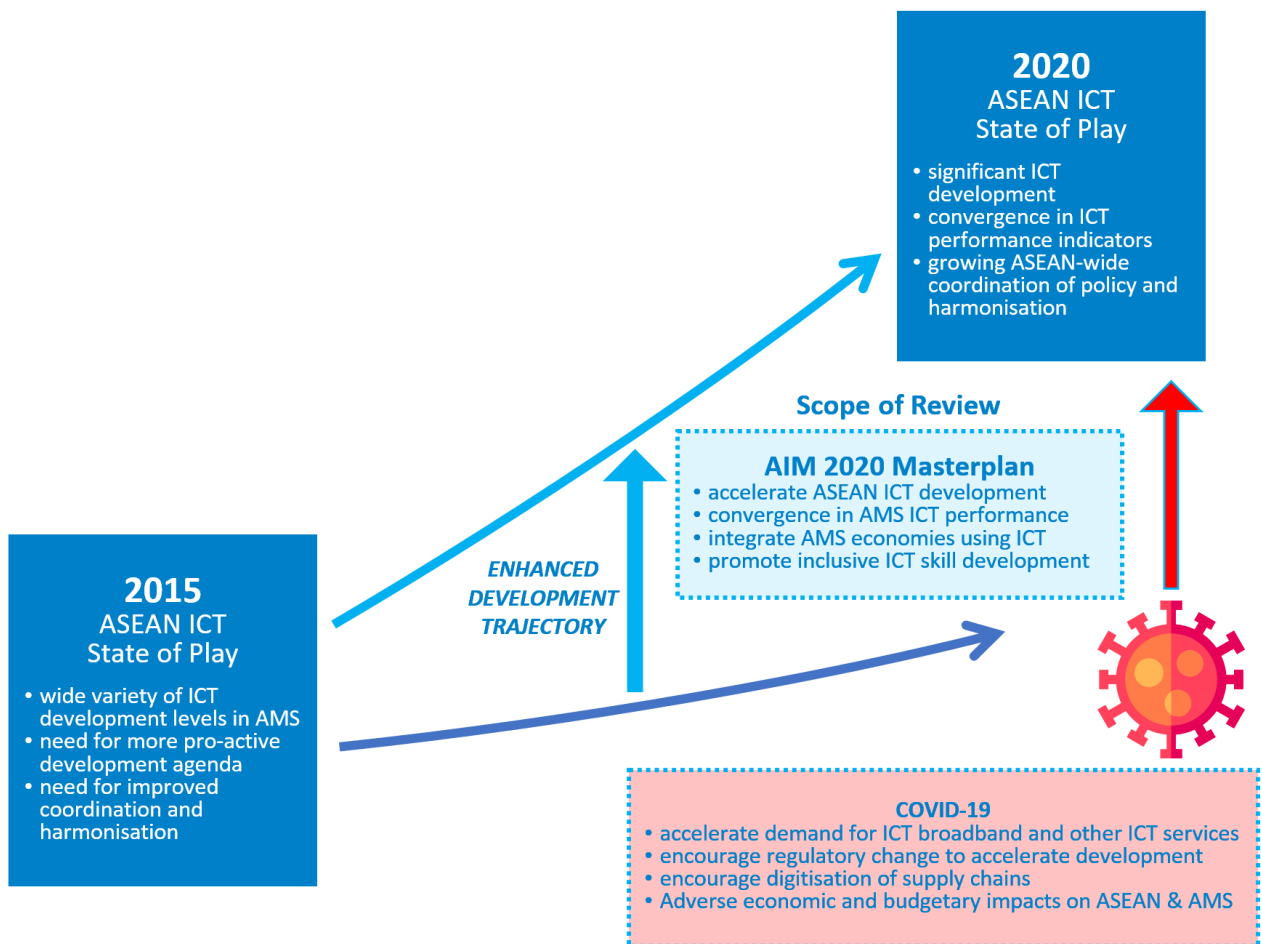 2020
ASEAN ICT
State of Play
• significant ICT
development
• convergence in ICT
performance indicators
• growing ASEAN-wide
coordination of policy and
harmonisation
Scope of Review
AIM 2020 Masterplan
• accelerate ASEAN ICT development
• convergence in AMS ICT performance
• integrate AMS economies using ICT
• promote inclusive ICT skill development
ENHANCED
DEVELOPMENT
TRAJECTORY
2015
ASEAN ICT
State of Play
• wide variety of ICT
development levels in AMS
• need for more pro-active
development agenda
• need for improved
coordination and
harmonisation
COVID-19
• accelerate demand for ICT broadband and other ICT services
• encourage regulatory change to accelerate development
• encourage digitisation of supply chains
• Adverse economic and budgetary impacts on ASEAN & AMS